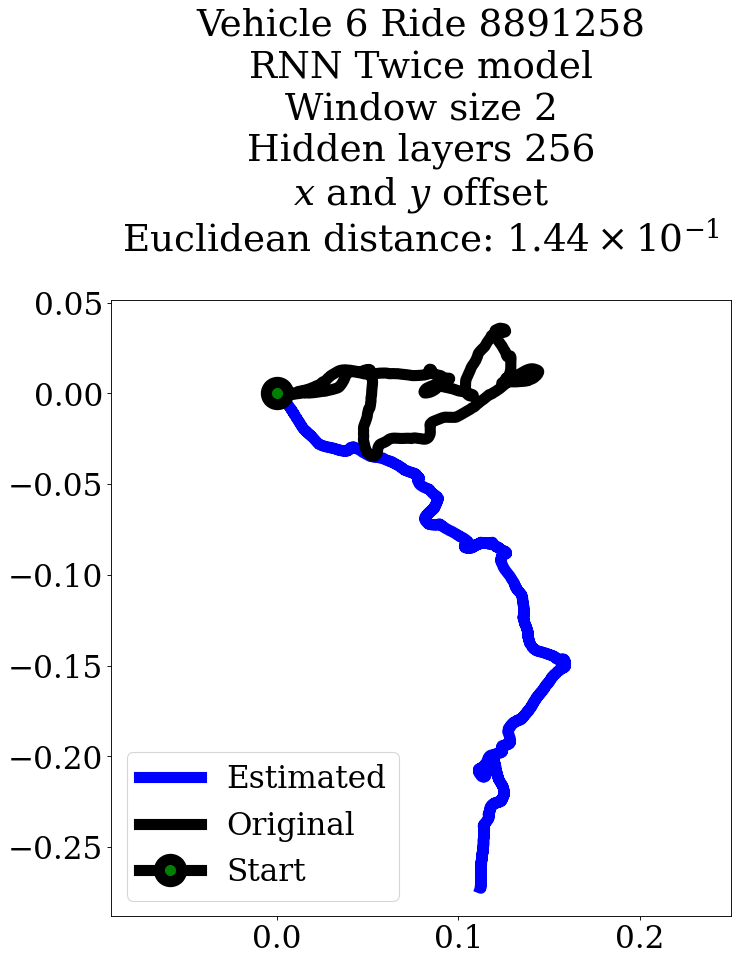 Vehicle 6 Ride 8891258
RNN Twice model
Window size 2
Hidden layers 256
x and y offset
Euclidean distance: 1.44 × 10⁻¹
0.05
0.00
−0.05
−0.10
−0.15
−0.20
−0.25
Estimated
Original
Start
0.0 0.1 0.2